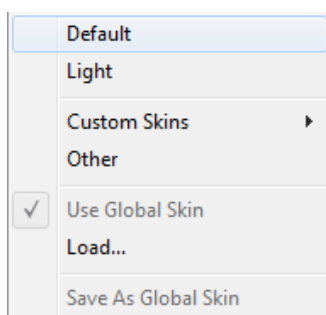 Default
Light
Custom Skins
Other
Use Global Skin
Load...
Save As Global Skin